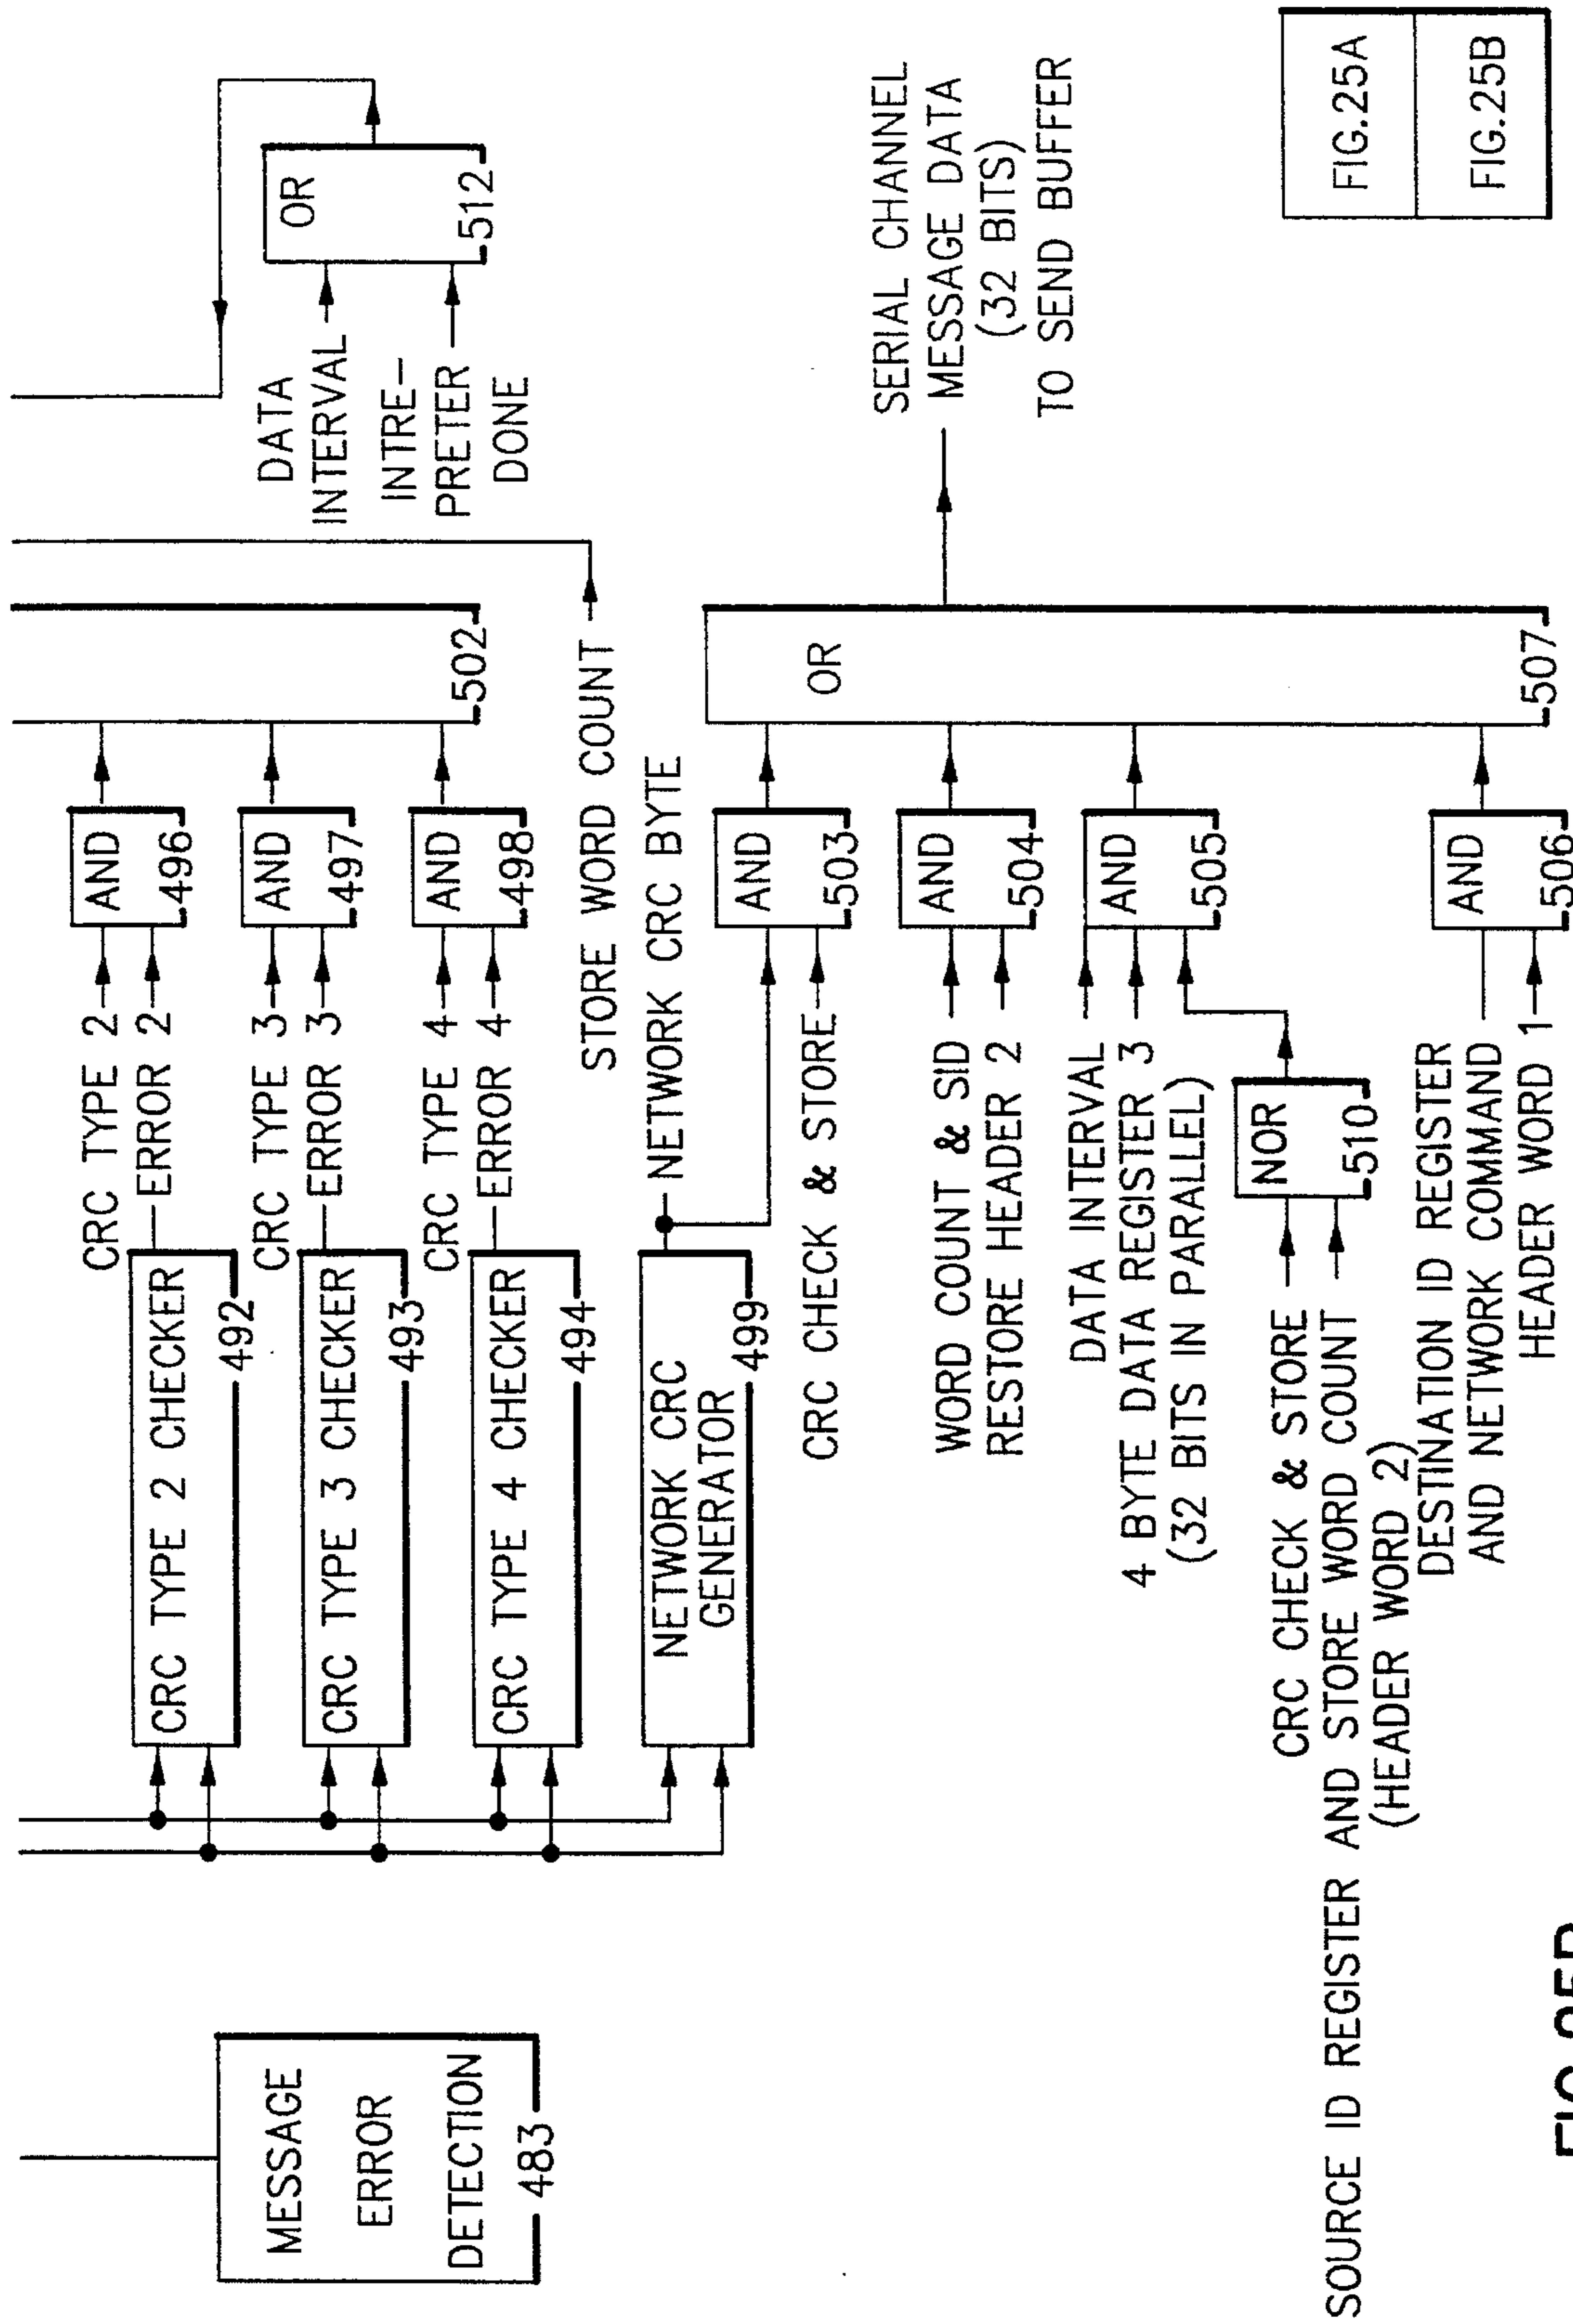 MESSAGE
ERROR
DETECTION
483
CRC TYPE 2 CHECKER
492
CRC TYPE 3 CHECKER
493
CRC TYPE 4 CHECKER
494
NETWORK CRC
GENERATOR
499
CRC TYPE 2
ERROR 2
AND
496
CRC TYPE 3
ERROR 3
AND
497
CRC TYPE 4
ERROR 4
AND
498
502
STORE WORD COUNT
DATA
INTERVAL
INTRE-
PRETER
DONE
OR
512
NETWORK CRC BYTE
CRC CHECK & STORE
AND
503
WORD COUNT & SID
RESTORE HEADER 2
AND
504
DATA INTERVAL
4 BYTE DATA REGISTER 3
(32 BITS IN PARALLEL)
AND
505
CRC CHECK & STORE
SOURCE ID REGISTER AND STORE WORD COUNT
(HEADER WORD 2)
NOR
510
DESTINATION ID REGISTER
AND NETWORK COMMAND
HEADER WORD 1
AND
506
OR
507
SERIAL CHANNEL
MESSAGE DATA
(32 BITS)
TO SEND BUFFER
FIG.25A
FIG.25B